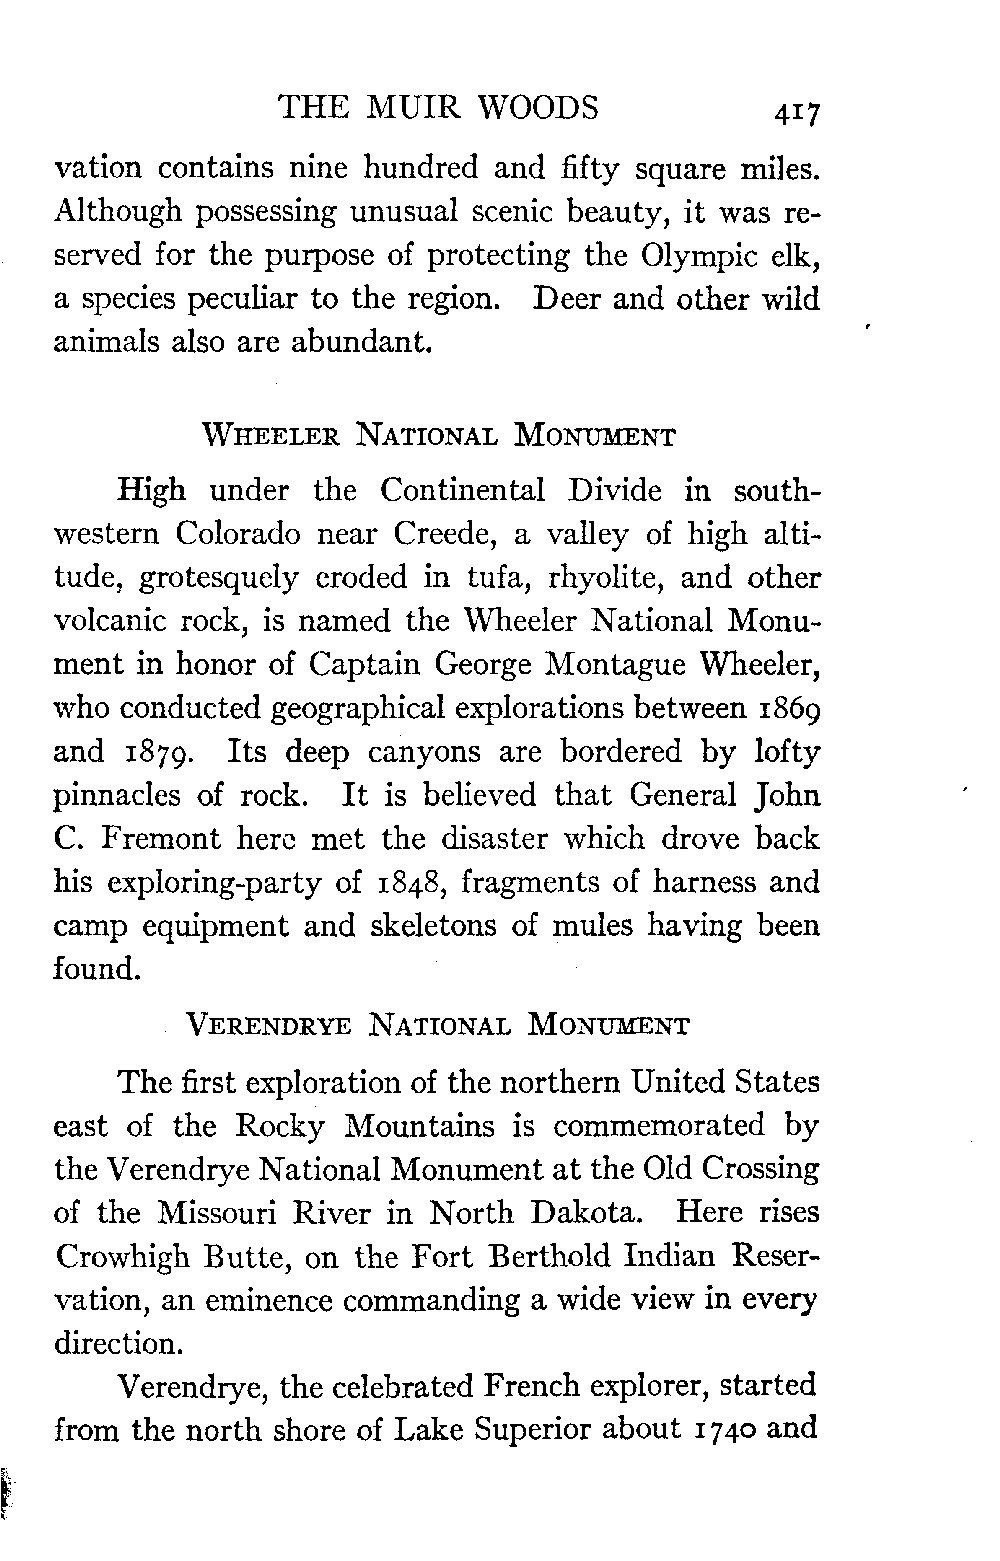 THE MUIR WOODS 417
vation contains nine hundred and fifty square miles.
Although possessing unusual scenic beauty, it was re-
served for the purpose of protecting the Olympic elk,
a species peculiar to the region. Deer and other wild
animals also are abundant.
WHEELER NATIONAL MONUMENT
High under the Continental Divide in south-
western Colorado near Creede, a valley of high alti-
tude, grotesquely eroded in tufa, rhyolite, and other
volcanic rock, is named the Wheeler National Monu-
ment in honor of Captain George Montague Wheeler,
who conducted geographical explorations between 1869
and 1879. Its deep canyons are bordered by lofty
pinnacles of rock. It is believed that General John
C. Fremont here met the disaster which drove back
his exploring-party of 1848, fragments of harness and
camp equipment and skeletons of mules having been
found.
VERENDRYE NATIONAL MONUMENT
The first exploration of the northern United States
east of the Rocky Mountains is commemorated by
the Verendrye National Monument at the Old Crossing
of the Missouri River in North Dakota. Here rises
Crowhigh Butte, on the Fort Berthold Indian Reser-
vation, an eminence commanding a wide view in every
direction.
Verendrye, the celebrated French explorer, started
from the north shore of Lake Superior about 1740 and